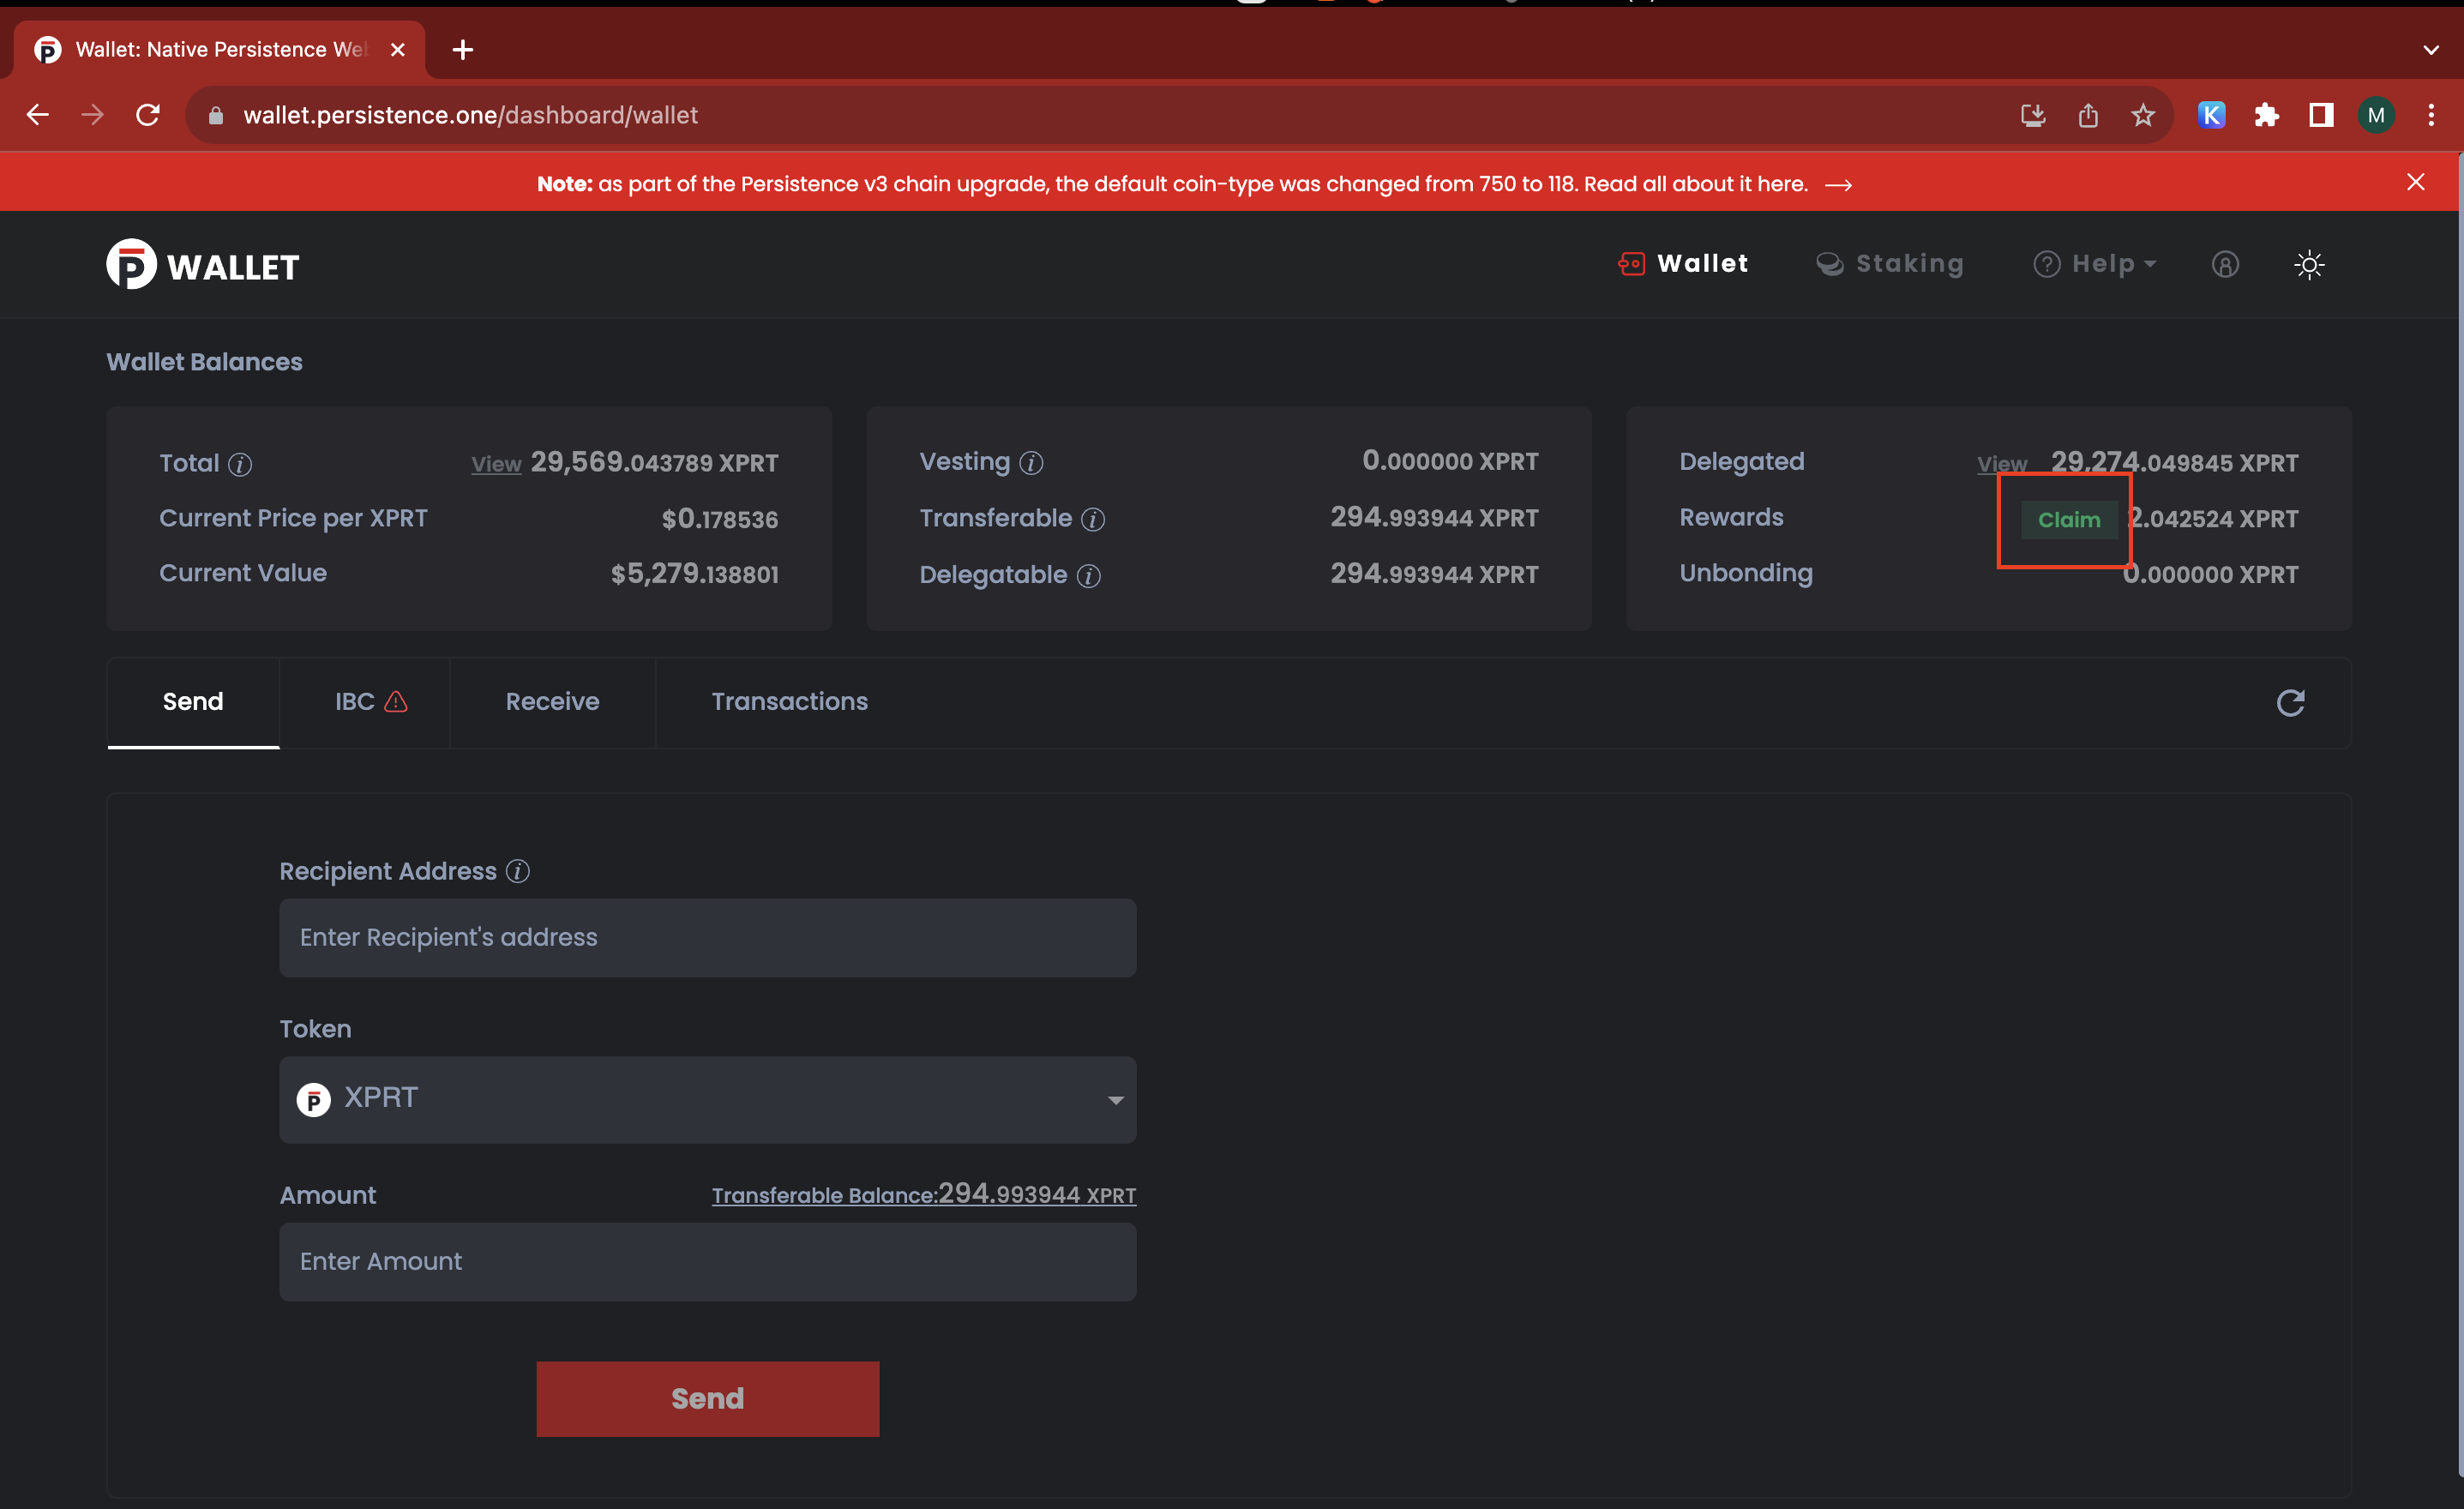 Wallet: Native Persistence Web
wallet.persistence.one/dashboard/wallet
K
M
Note: as part of the Persistence v3 chain upgrade, the default coin-type was changed from 750 to 118. Read all about it here. →
WALLET
Wallet
Staking
Help
Wallet Balances
Total View 29,569.043789 XPRT
Current Price per XPRT $0.178536
Current Value $5,279.138801
Vesting 0.000000 XPRT
Transferable 294.993944 XPRT
Delegatable 294.993944 XPRT
Delegated View 29,274.049845 XPRT
Rewards Claim 2.042524 XPRT
Unbonding 0.000000 XPRT
Send
IBC
Receive
Transactions
Recipient Address
Enter Recipient's address
Token
XPRT
Amount Transferable Balance:294.993944 XPRT
Enter Amount
Send